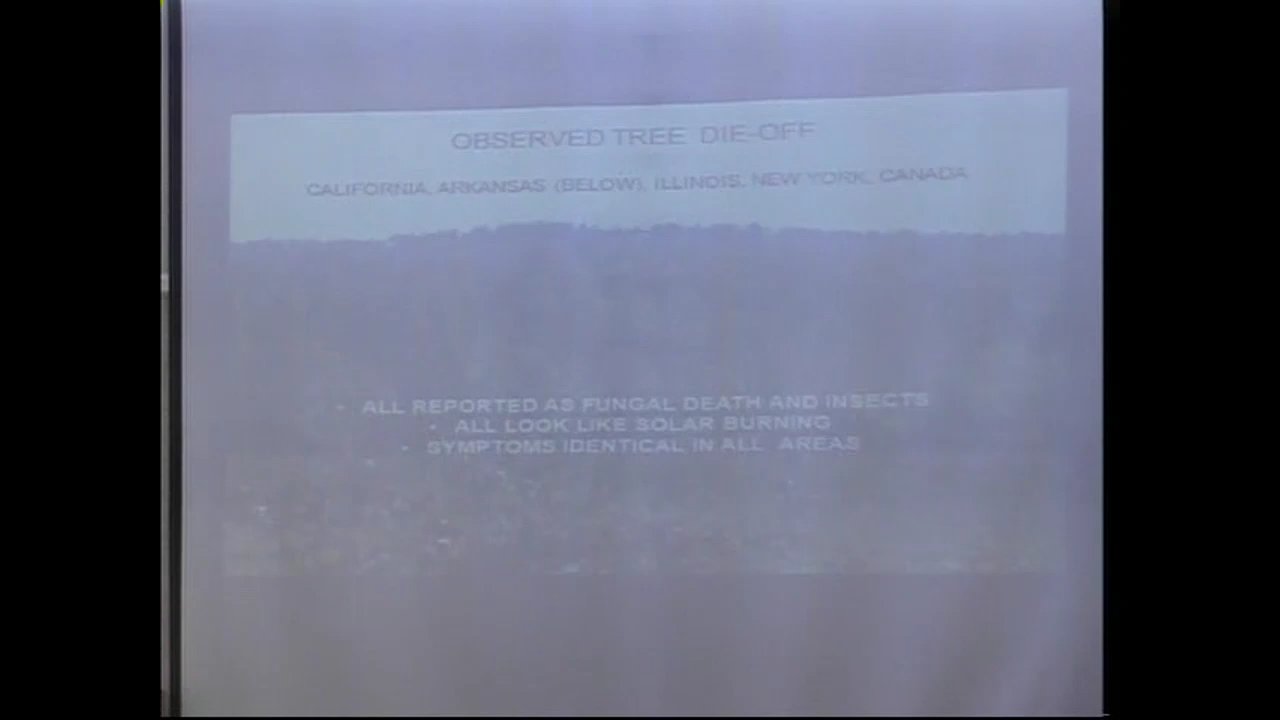 OBSERVED TREE DIE-OFF
CALIFORNIA, ARKANSAS (BELOW), ILLINOIS, NEW YORK, CANADA
• ALL REPORTED AS FUNGAL DEATH AND INSECTS
• ALL LOOK LIKE SOLAR BURNING
• SYMPTOMS IDENTICAL IN ALL AREAS